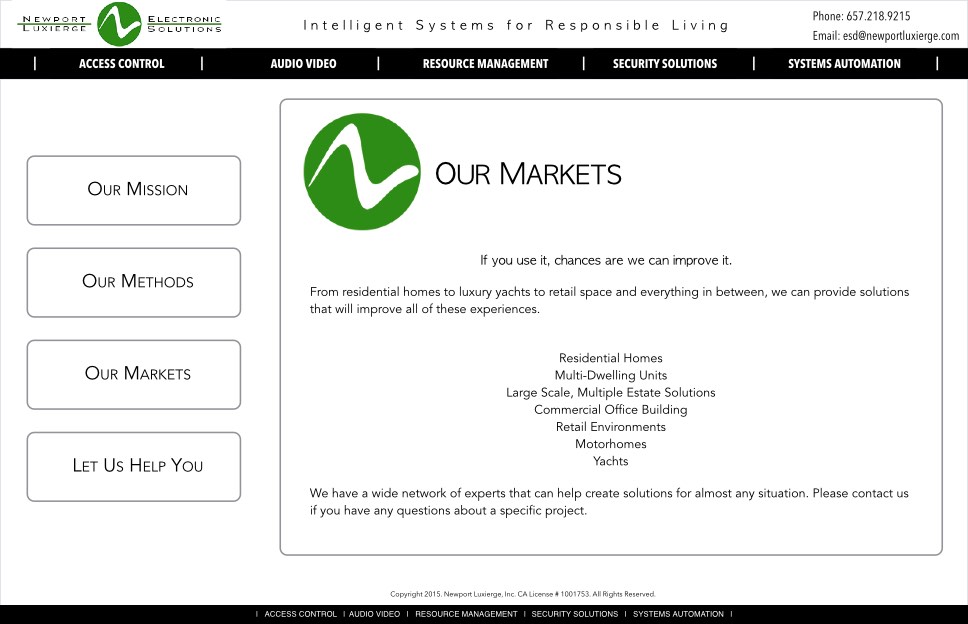 NEWPORT LUXIERGE ELECTRONIC SOLUTIONS
Intelligent Systems for Responsible Living
Phone: 657.218.9215
Email: esd@newportluxierge.com
| ACCESS CONTROL | AUDIO VIDEO | RESOURCE MANAGEMENT | SECURITY SOLUTIONS | SYSTEMS AUTOMATION |
OUR MISSION
OUR METHODS
OUR MARKETS
LET US HELP YOU
OUR MARKETS
If you use it, chances are we can improve it.
From residential homes to luxury yachts to retail space and everything in between, we can provide solutions
that will improve all of these experiences.
Residential Homes
Multi-Dwelling Units
Large Scale, Multiple Estate Solutions
Commercial Office Building
Retail Environments
Motorhomes
Yachts
We have a wide network of experts that can help create solutions for almost any situation. Please contact us
if you have any questions about a specific project.
Copyright 2015. Newport Luxierge, Inc. CA License # 1001753. All Rights Reserved.
| ACCESS CONTROL | AUDIO VIDEO | RESOURCE MANAGEMENT | SECURITY SOLUTIONS | SYSTEMS AUTOMATION |